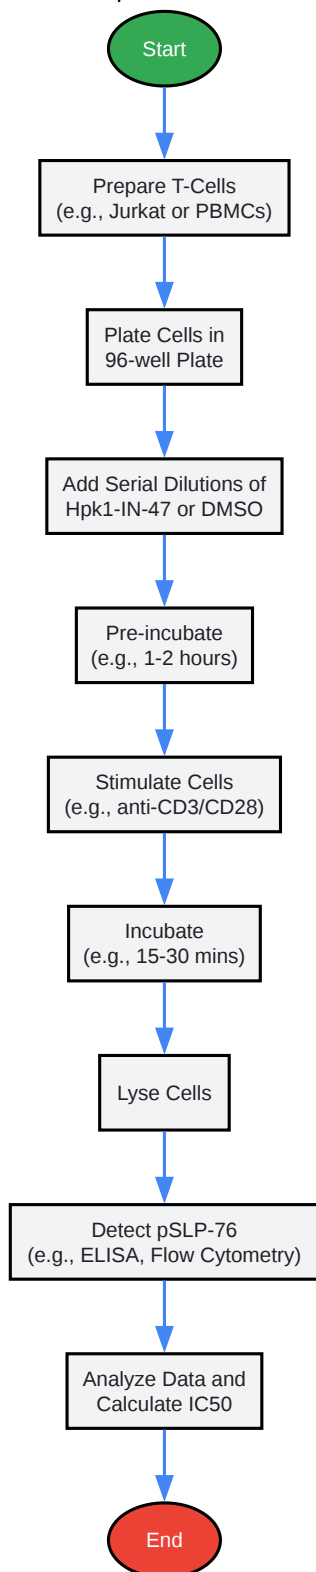 Start
Prepare T-Cells
(e.g., Jurkat or PBMCs)
Plate Cells in
96-well Plate
Add Serial Dilutions of
Hpk1-IN-47 or DMSO
Pre-incubate
(e.g., 1-2 hours)
Stimulate Cells
(e.g., anti-CD3/CD28)
Incubate
(e.g., 15-30 mins)
Lyse Cells
Detect pSLP-76
(e.g., ELISA, Flow Cytometry)
Analyze Data and
Calculate IC50
End